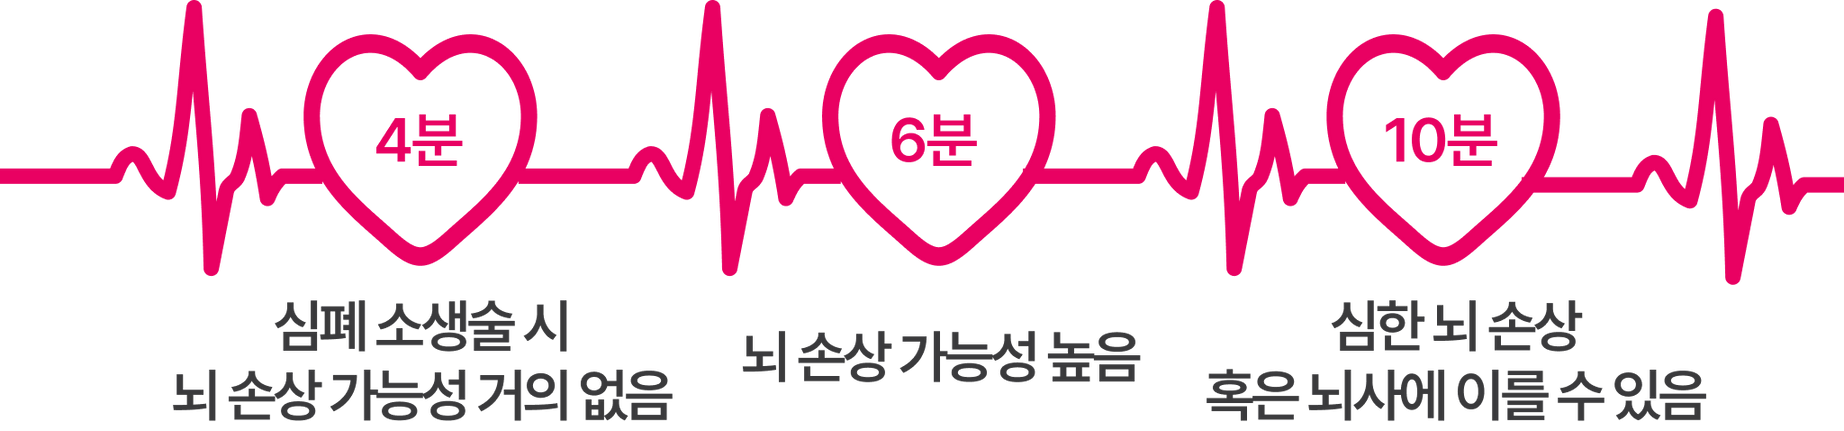 4분
심폐 소생술 시
뇌 손상 가능성 거의 없음
6분
뇌 손상 가능성 높음
10분
심한 뇌 손상
혹은 뇌사에 이를 수 있음